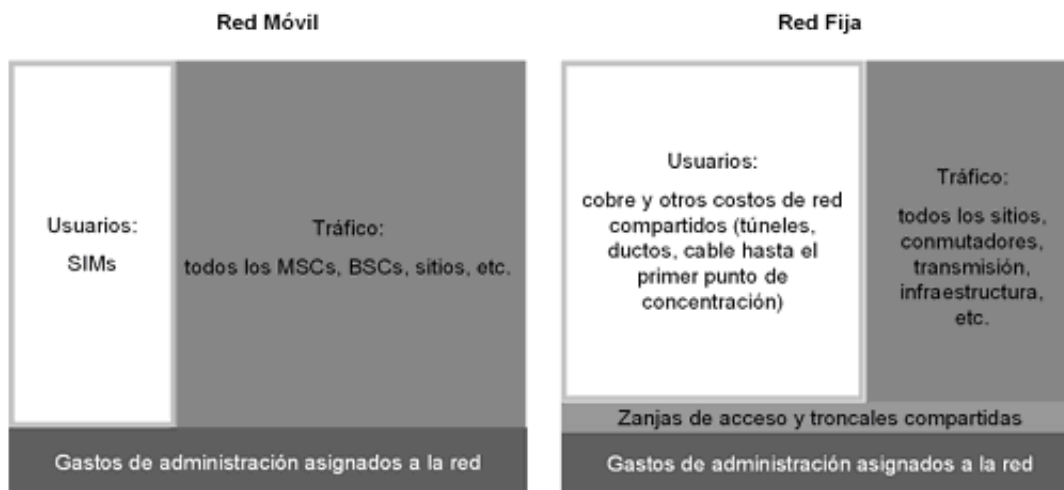 Red Móvil
Usuarios:
SIMs
Tráfico:
todos los MSCs, BSCs, sitios, etc.
Gastos de administración asignados a la red
Red Fija
Usuarios:
cobre y otros costos de red
compartidos (túneles,
ductos, cable hasta el
primer punto de
concentración)
Tráfico:
todos los sitios,
conmutadores,
transmisión,
infraestructura,
etc.
Zanjas de acceso y troncales compartidas
Gastos de administración asignados a la red